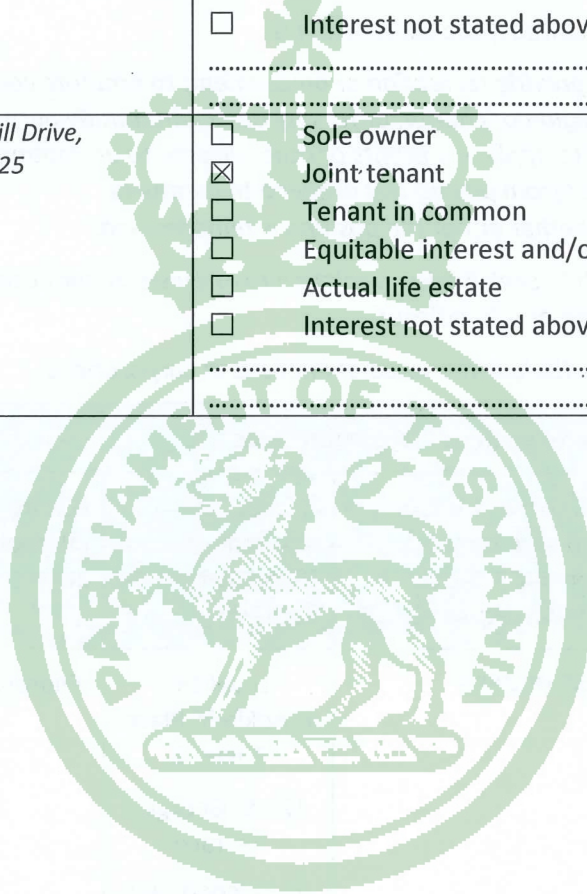 ☐ Interest not stated abov
ill Drive,
25
☐ Sole owner
☒ Joint tenant
☐ Tenant in common
☐ Equitable interest and/o
☐ Actual life estate
☐ Interest not stated abov
PARLIAMENT OF TASMANIA